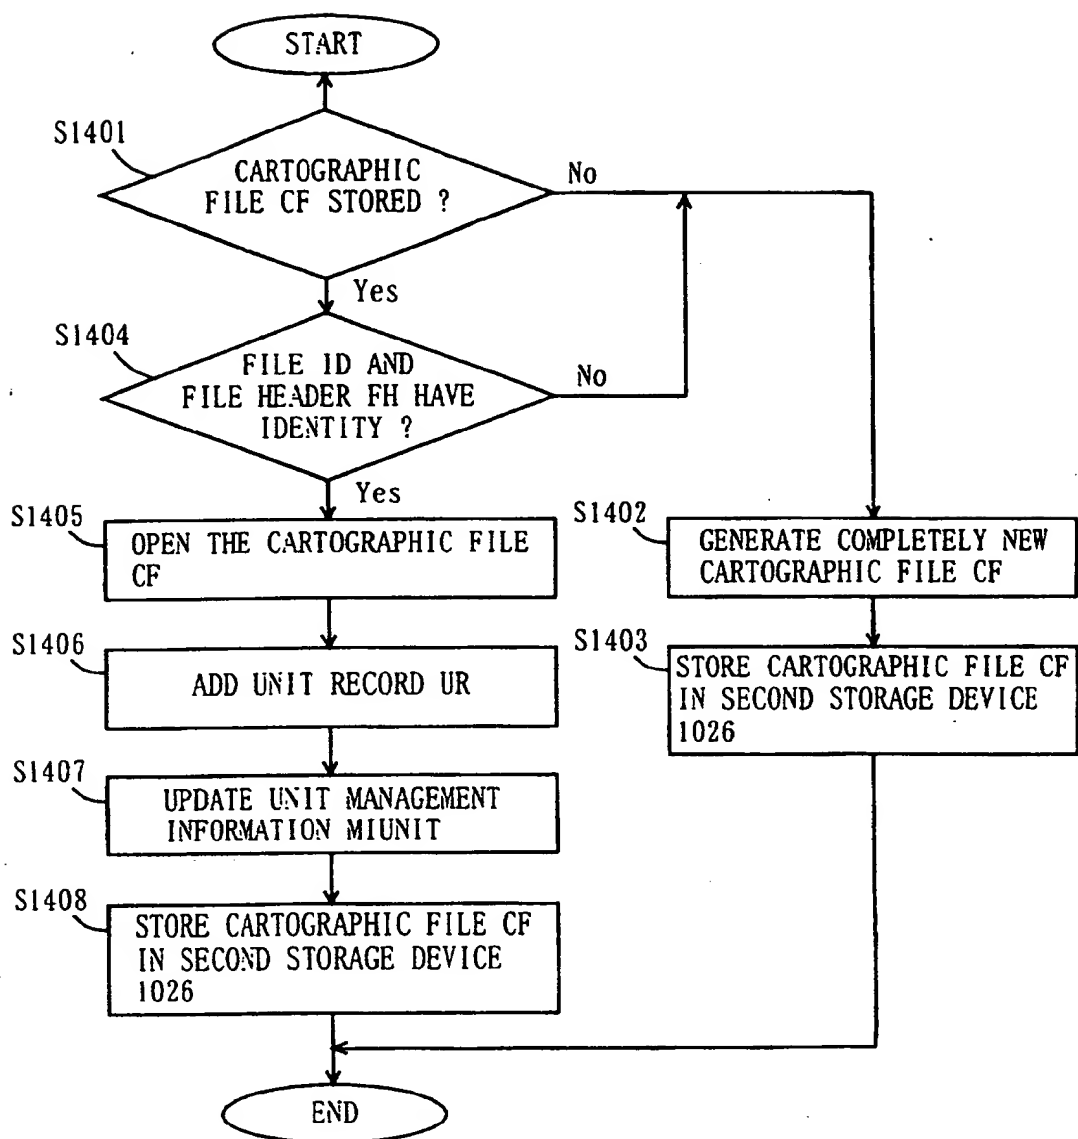 START
S1401
CARTOGRAPHIC
FILE CF STORED ?
No
Yes
S1404
FILE ID AND
FILE HEADER FH HAVE
IDENTITY ?
No
Yes
S1405
OPEN THE CARTOGRAPHIC FILE
CF
S1402
GENERATE COMPLETELY NEW
CARTOGRAPHIC FILE CF
S1406
ADD UNIT RECORD UR
S1403
STORE CARTOGRAPHIC FILE CF
IN SECOND STORAGE DEVICE
1026
S1407
UPDATE UNIT MANAGEMENT
INFORMATION MIUNIT
S1408
STORE CARTOGRAPHIC FILE CF
IN SECOND STORAGE DEVICE
1026
END